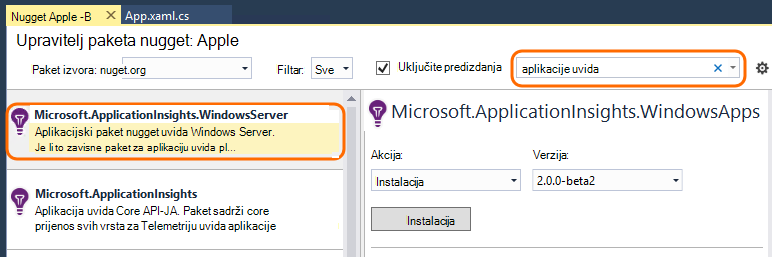 Nugget Apple -B
App.xaml.cs
Upravitelj paketa nugget: Apple
Paket izvora: nuget.org
Filtar: Sve
Uključite predizdanja
aplikacije uvida
Microsoft.ApplicationInsights.WindowsServer
Aplikacijski paket nugget uvida Windows Server.
Je li to zavisne paket za aplikaciju uvida pl...
Microsoft.ApplicationInsights
Aplikacija uvida Core API-JA. Paket sadrži core
prijenos svih vrsta za Telemetriju uvida aplikacije
Microsoft.ApplicationInsights.WindowsApps
Akcija:
Verzija:
Instalacija
2.0.0-beta2
Instalacija